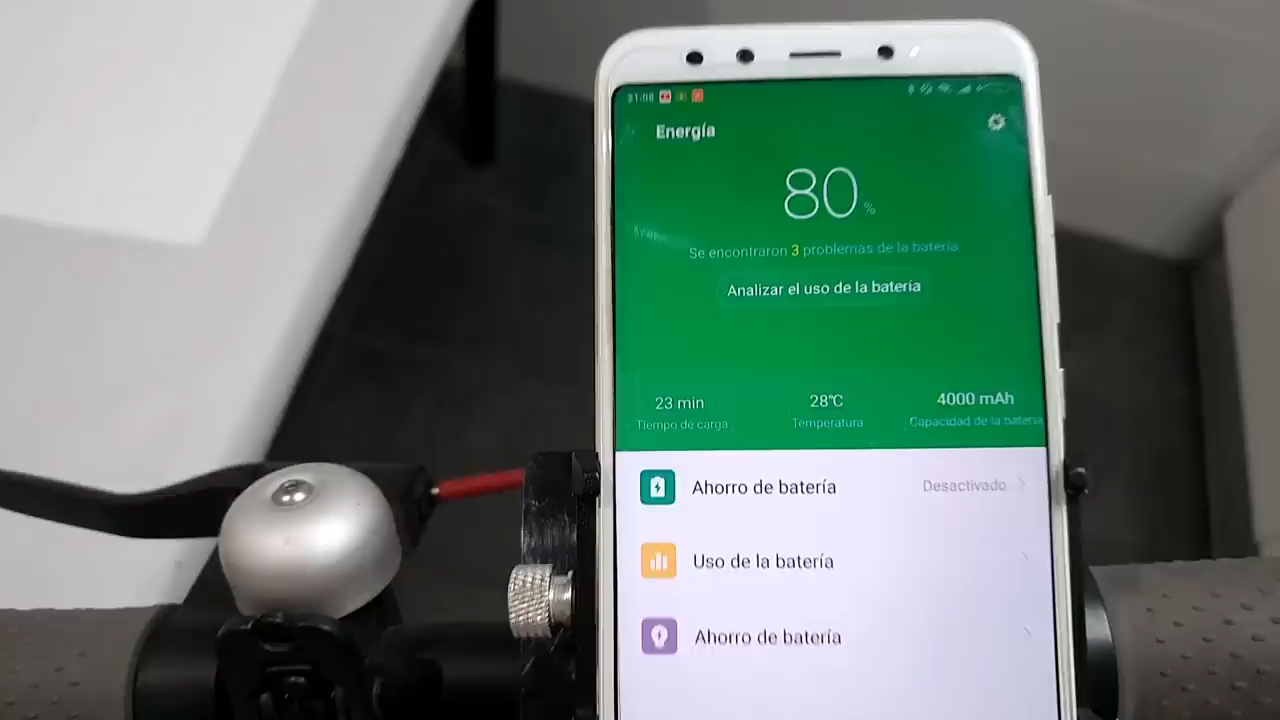 Energía
80%
Se encontraron 3 problemas de la batería
Analizar el uso de la batería
23 min
Tiempo de carga
28°C
Temperatura
4000 mAh
Capacidad de la batería
Ahorro de batería
Desactivado
Uso de la batería
Ahorro de batería